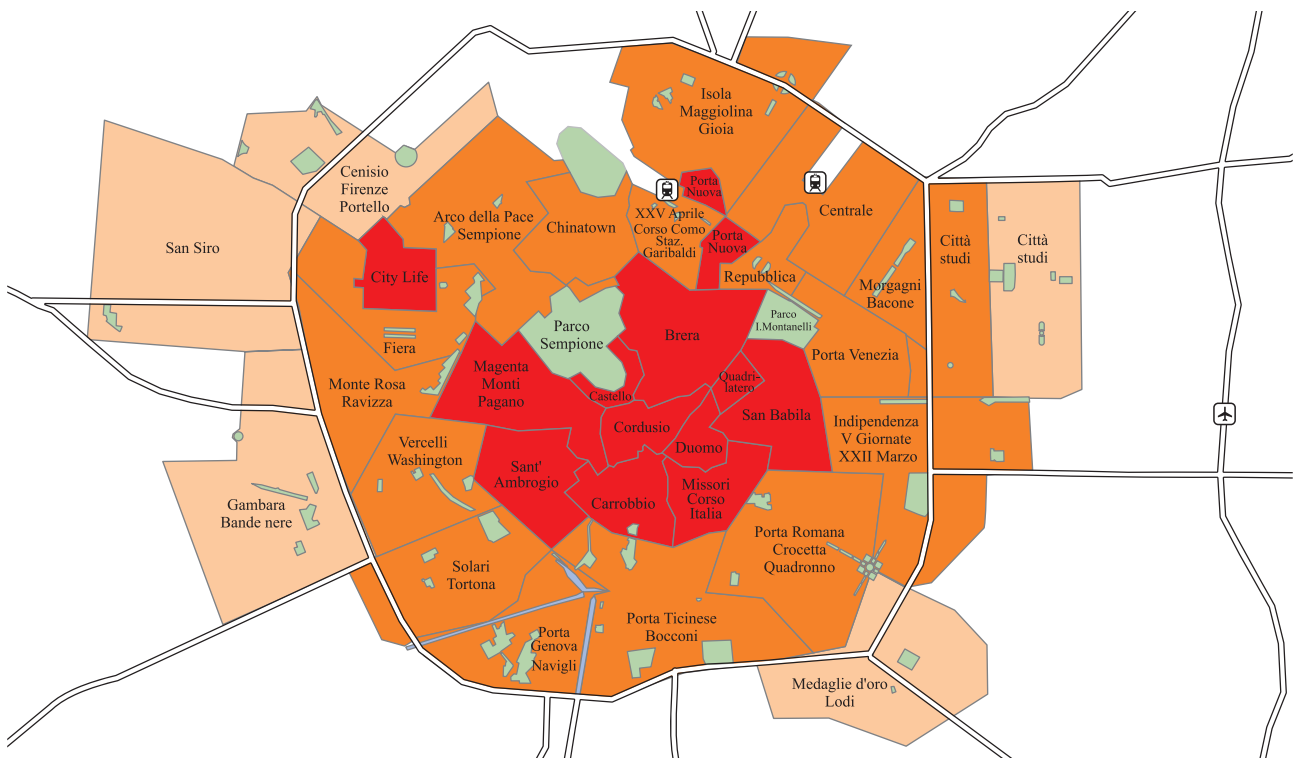 Isola
Maggiolina
Gioia
Cenisio
Firenze
Portello
Porta
Nuova
Arco della Pace
Sempione
Chinatown
XXV Aprile
Corso Como
Staz.
Garibaldi
Centrale
Porta
Nuova
Città
studi
Città
studi
San Siro
City Life
Repubblica
Morgagni
Bacone
Parco
I.Montanelli
Parco
Sempione
Brera
Fiera
Porta Venezia
Magenta
Monti
Pagano
Quadri-
latero
Monte Rosa
Ravizza
Castello
San Babila
Cordusio
Indipendenza
V Giornate
XXII Marzo
Vercelli
Washington
Duomo
Sant'
Ambrogio
Missori
Corso
Italia
Carrobbio
Gambara
Bande nere
Porta Romana
Crocetta
Quadronno
Solari
Tortona
Porta Ticinese
Bocconi
Porta
Genova
Navigli
Medaglie d'oro
Lodi